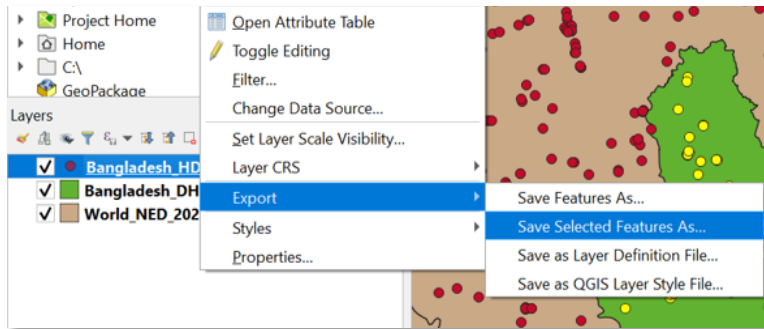 Project Home
Home
C:\
GeoPackage
Layers
Bangladesh_HD
Bangladesh_DH
World_NED_202
Open Attribute Table
Toggle Editing
Filter...
Change Data Source...
Set Layer Scale Visibility...
Layer CRS
Export
Styles
Properties...
Save Features As...
Save Selected Features As...
Save as Layer Definition File...
Save as QGIS Layer Style File...